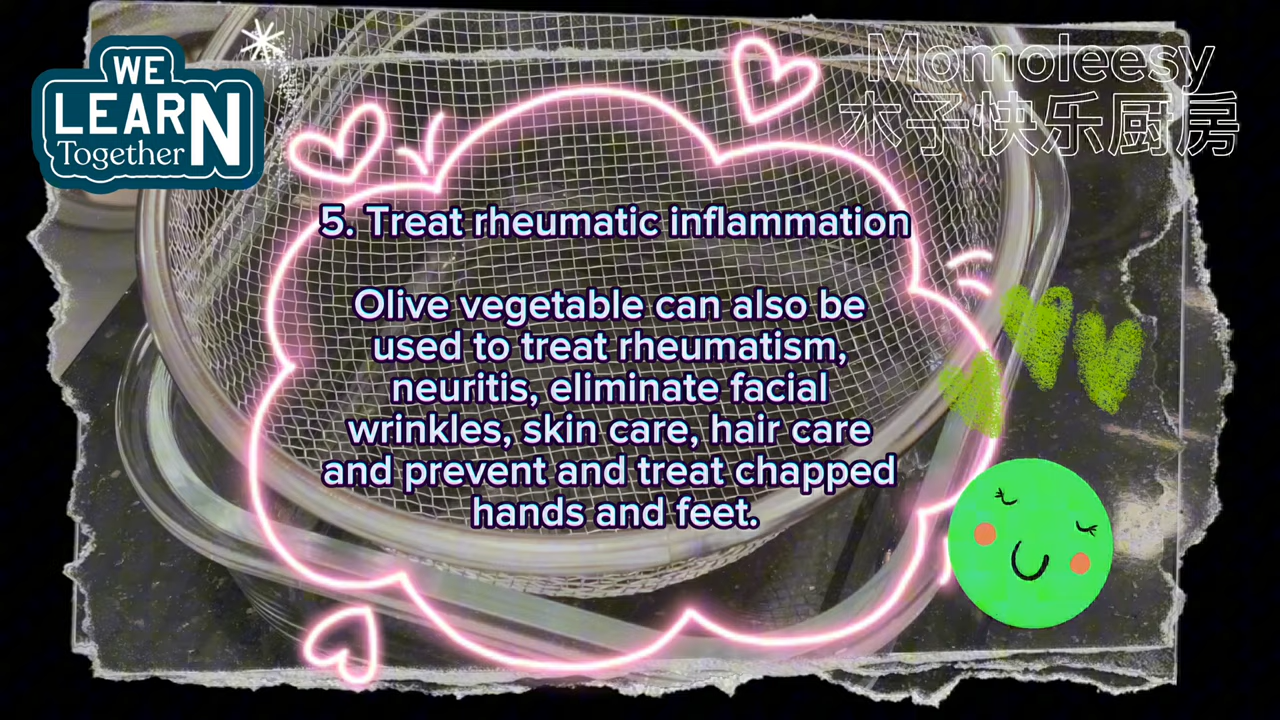 WE
LEARN
Together
Momoleesy
木子快乐厨房
5. Treat rheumatic inflammation
Olive vegetable can also be
used to treat rheumatism,
neuritis, eliminate facial
wrinkles, skin care, hair care
and prevent and treat chapped
hands and feet.